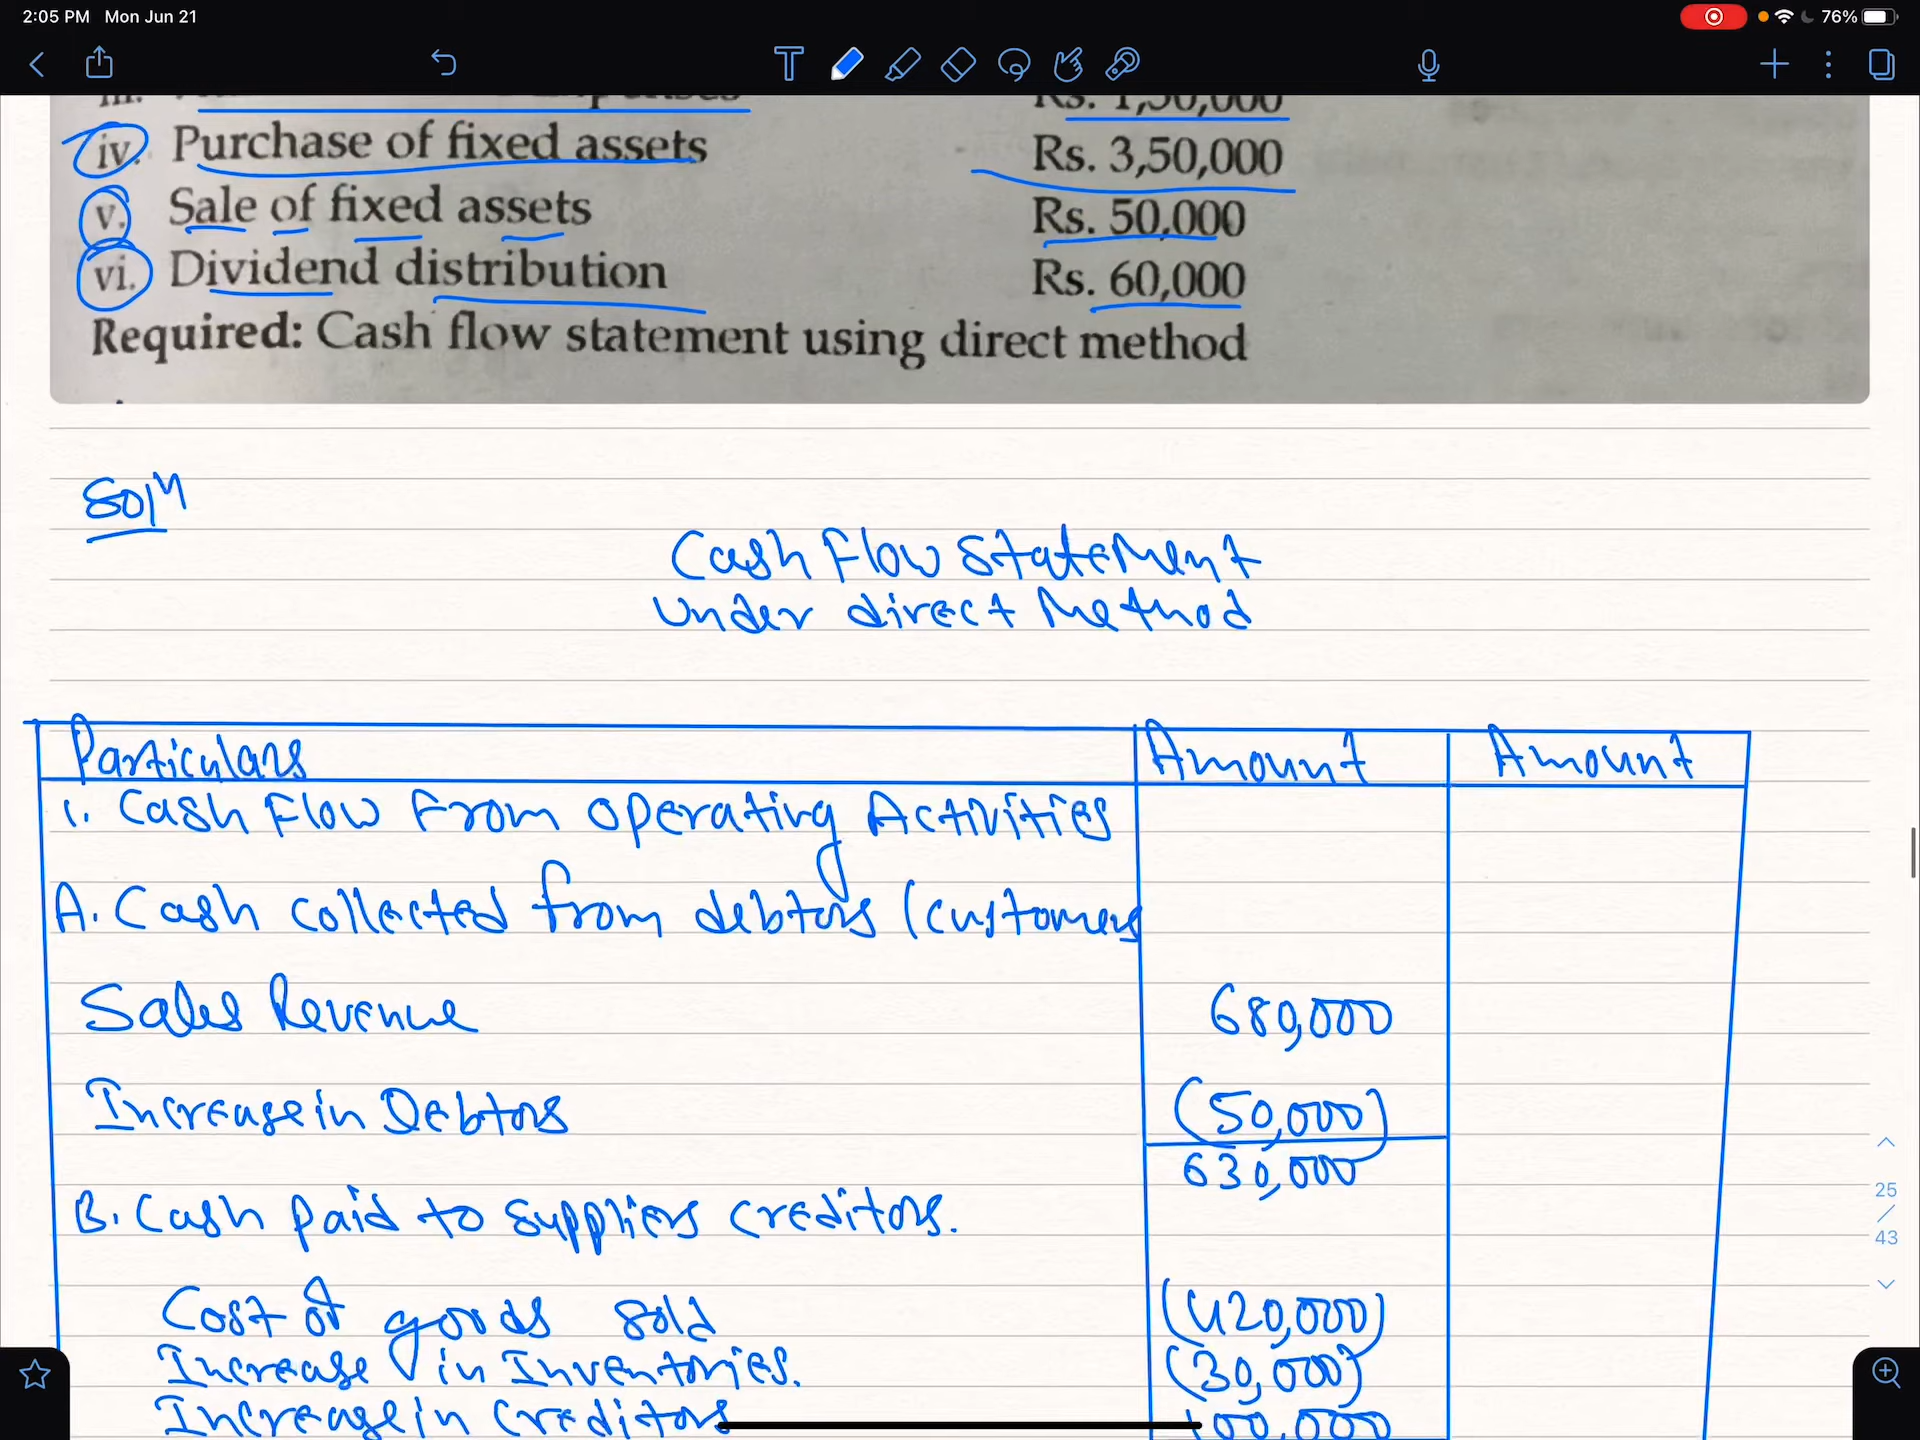 2:05 PM Mon Jun 21
76%
iv. Purchase of fixed assets Rs. 3,50,000
v. Sale of fixed assets Rs. 50,000
vi. Dividend distribution Rs. 60,000
Required: Cash flow statement using direct method
Soln
Cash Flow Statement
Under direct Method
Particulars Amount Amount
1. Cash Flow From operating Activities
A. Cash collected from debtors (customers
Sales Revenue 680,000
Increase in Debtors (50,000)
630,000
B. Cash paid to suppliers creditors.
Cost of goods sold (420,000)
Increase in Inventories. (30,000)
Increase in creditors 100,000
25
/
43